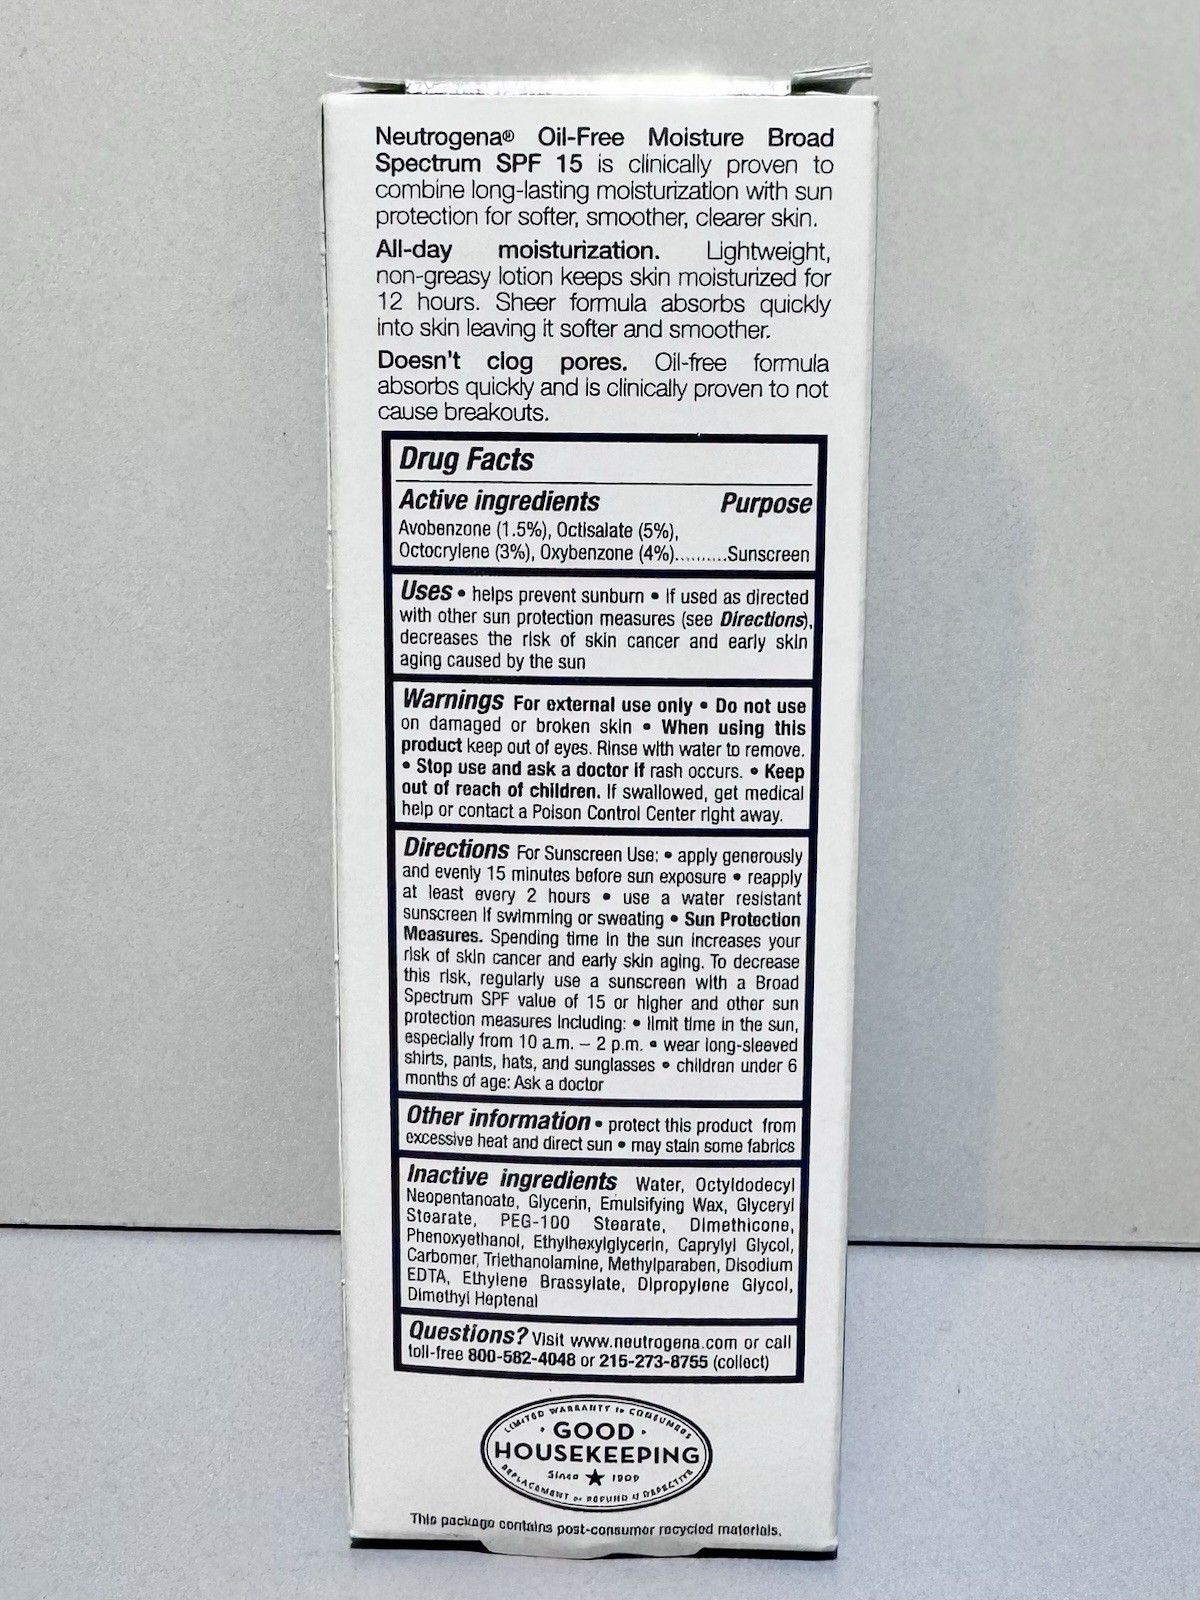 Neutrogena® Oil-Free Moisture Broad
Spectrum SPF 15 is clinically proven to
combine long-lasting moisturization with sun
protection for softer, smoother, clearer skin.
All-day moisturization. Lightweight,
non-greasy lotion keeps skin moisturized for
12 hours. Sheer formula absorbs quickly
into skin leaving it softer and smoother.
Doesn't clog pores. Oil-free formula
absorbs quickly and is clinically proven to not
cause breakouts.
Drug Facts
Active ingredients Purpose
Avobenzone (1.5%), Octisalate (5%),
Octocrylene (3%), Oxybenzone (4%)..........Sunscreen
Uses • helps prevent sunburn • If used as directed
with other sun protection measures (see Directions),
decreases the risk of skin cancer and early skin
aging caused by the sun
Warnings For external use only • Do not use
on damaged or broken skin • When using this
product keep out of eyes. Rinse with water to remove.
• Stop use and ask a doctor if rash occurs. • Keep
out of reach of children. If swallowed, get medical
help or contact a Poison Control Center right away.
Directions For Sunscreen Use: • apply generously
and evenly 15 minutes before sun exposure • reapply
at least every 2 hours • use a water resistant
sunscreen if swimming or sweating • Sun Protection
Measures. Spending time in the sun increases your
risk of skin cancer and early skin aging. To decrease
this risk, regularly use a sunscreen with a Broad
Spectrum SPF value of 15 or higher and other sun
protection measures including: • limit time in the sun,
especially from 10 a.m. – 2 p.m. • wear long-sleeved
shirts, pants, hats, and sunglasses • children under 6
months of age: Ask a doctor
Other information • protect this product from
excessive heat and direct sun • may stain some fabrics
Inactive ingredients Water, Octyldodecyl
Neopentanoate, Glycerin, Emulsifying Wax, Glyceryl
Stearate, PEG-100 Stearate, Dimethicone,
Phenoxyethanol, Ethylhexylglycerin, Caprylyl Glycol,
Carbomer, Triethanolamine, Methylparaben, Disodium
EDTA, Ethylene Brassylate, Dipropylene Glycol,
Dimethyl Heptenal
Questions? Visit www.neutrogena.com or call
toll-free 800-582-4048 or 215-273-8755 (collect)
LIMITED WARRANTY to CONSUMERS
• GOOD •
HOUSEKEEPING
Since ★ 1909
REPLACEMENT or REFUND if DEFECTIVE
This package contains post-consumer recycled materials.